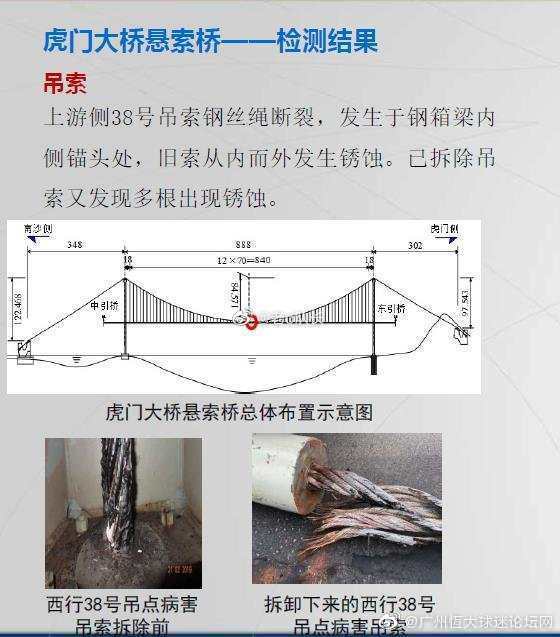 虎门大桥悬索桥——检测结果
吊索
上游侧38号吊索钢丝绳断裂，发生于钢箱梁内
侧锚头处，旧索从内而外发生锈蚀。已拆除吊
索又发现多根出现锈蚀。
南沙侧
虎门侧
348
888
302
18
12×70=840
18
64.571
122.468
中引桥
东引桥
97.543
虎门大桥悬索桥总体布置示意图
西行38号吊点病害
吊索拆除前
拆卸下来的西行38号
吊点病害吊索
@广州恒大球迷论坛网